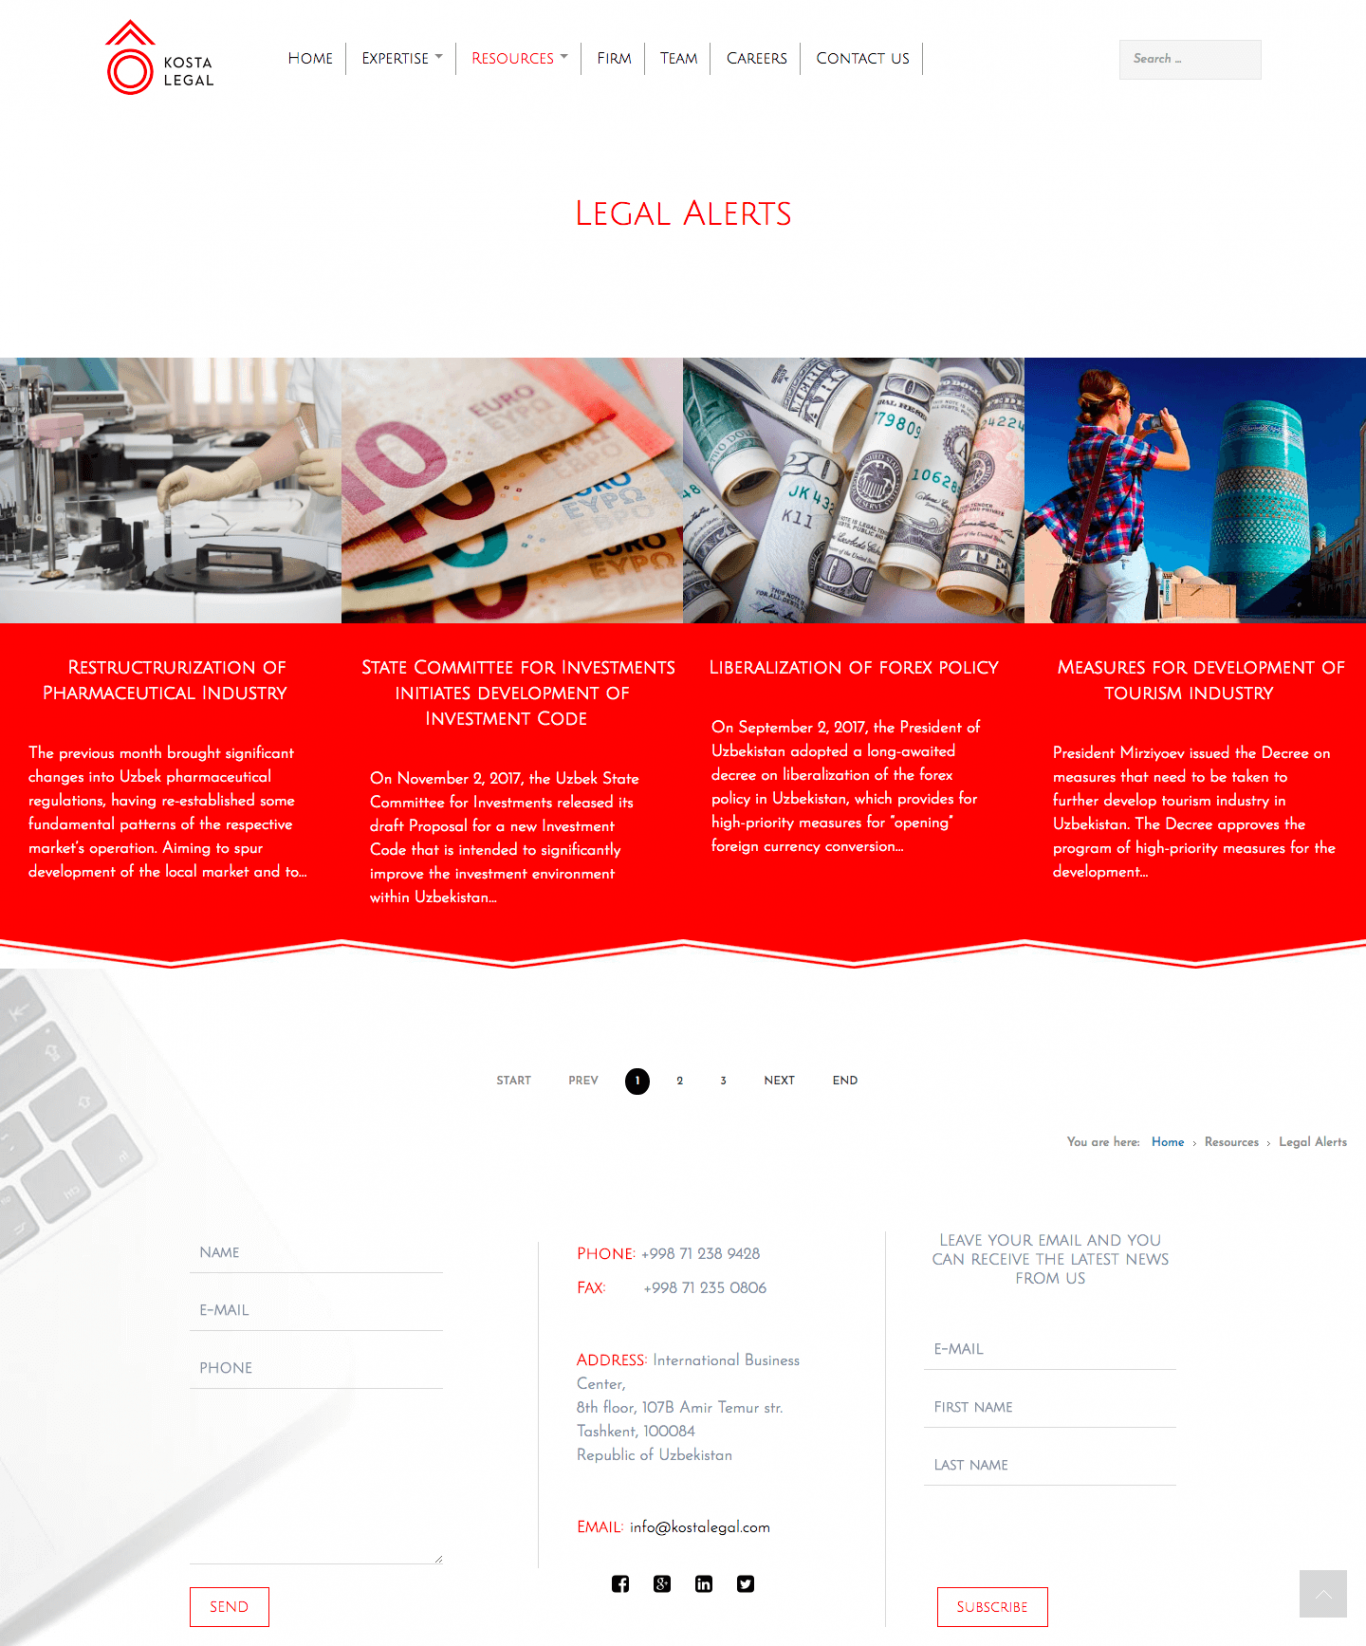 KOSTA
LEGAL
Home
Expertise
Resources
Firm
Team
Careers
Contact us
Search ...
Legal Alerts
Restructrurization of
Pharmaceutical Industry
The previous month brought significant
changes into Uzbek pharmaceutical
regulations, having re-established some
fundamental patterns of the respective
market's operation. Aiming to spur
development of the local market and to...
State Committee for Investments
initiates development of
Investment Code
On November 2, 2017, the Uzbek State
Committee for Investments released its
draft Proposal for a new Investment
Code that is intended to significantly
improve the investment environment
within Uzbekistan...
Liberalization of forex policy
On September 2, 2017, the President of
Uzbekistan adopted a long-awaited
decree on liberalization of the forex
policy in Uzbekistan, which provides for
high-priority measures for "opening"
foreign currency conversion...
Measures for development of
tourism industry
President Mirziyoev issued the Decree on
measures that need to be taken to
further develop tourism industry in
Uzbekistan. The Decree approves the
program of high-priority measures for the
development...
START PREV 1 2 3 NEXT END
You are here: Home › Resources › Legal Alerts
Name
E-mail
phone
SEND
Phone: +998 71 238 9428
Fax: +998 71 235 0806
Address: International Business
Center,
8th floor, 107B Amir Temur str.
Tashkent, 100084
Republic of Uzbekistan
Email: info@kostalegal.com
Leave your email and you
can receive the latest news
from us
E-mail
First name
Last name
Subscribe